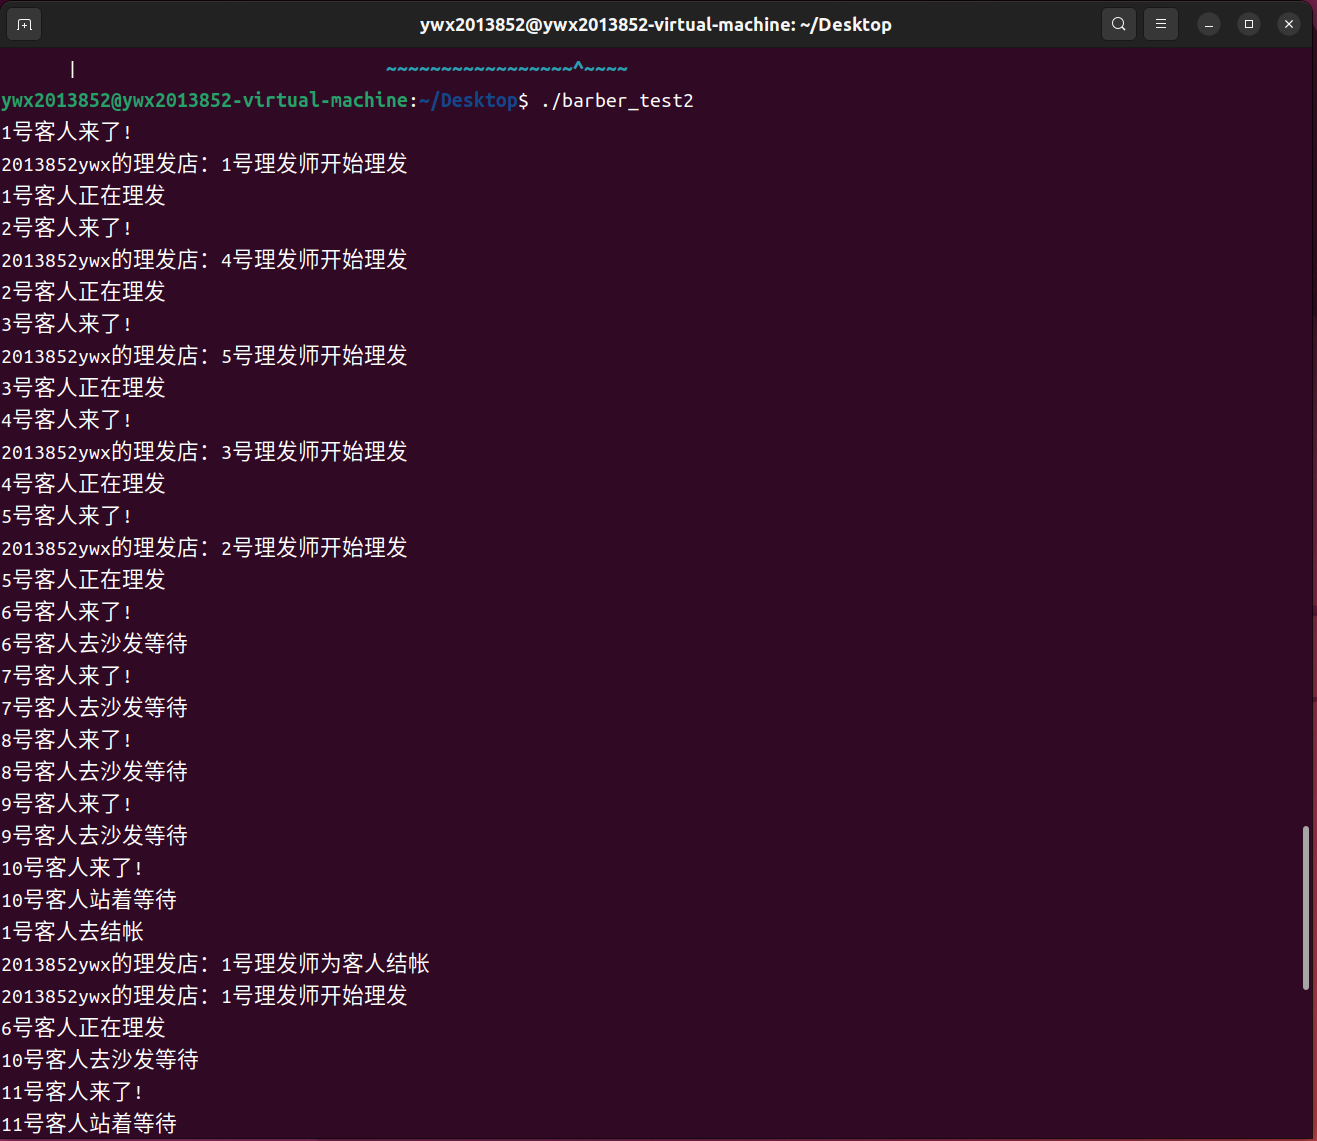 ywx2013852@ywx2013852-virtual-machine: ~/Desktop
| ~~~~~~~~~~~~~~~~~^~~~~
ywx2013852@ywx2013852-virtual-machine:~/Desktop$ ./barber_test2
1号客人来了!
2013852ywx的理发店：1号理发师开始理发
1号客人正在理发
2号客人来了!
2013852ywx的理发店：4号理发师开始理发
2号客人正在理发
3号客人来了!
2013852ywx的理发店：5号理发师开始理发
3号客人正在理发
4号客人来了!
2013852ywx的理发店：3号理发师开始理发
4号客人正在理发
5号客人来了!
2013852ywx的理发店：2号理发师开始理发
5号客人正在理发
6号客人来了!
6号客人去沙发等待
7号客人来了!
7号客人去沙发等待
8号客人来了!
8号客人去沙发等待
9号客人来了!
9号客人去沙发等待
10号客人来了!
10号客人站着等待
1号客人去结帐
2013852ywx的理发店：1号理发师为客人结帐
2013852ywx的理发店：1号理发师开始理发
6号客人正在理发
10号客人去沙发等待
11号客人来了!
11号客人站着等待